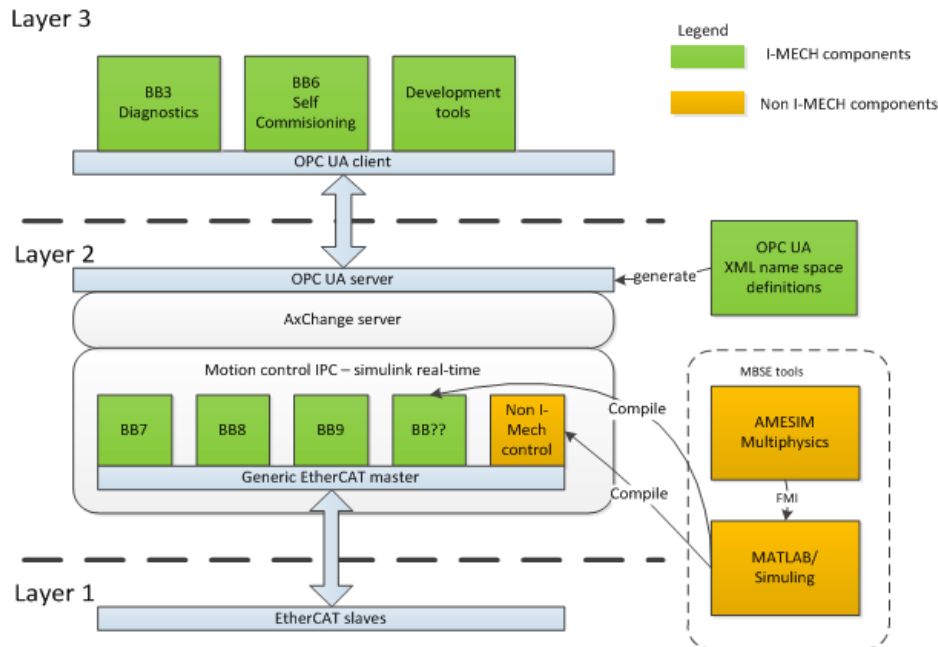 Layer 3
Legend
I-MECH components
Non I-MECH components
BB3
Diagnostics
BB6
Self
Commisioning
Development
tools
OPC UA client
Layer 2
OPC UA server
generate
OPC UA
XML name space
definitions
AxChange server
Motion control IPC – simulink real-time
BB7
BB8
BB9
BB??
Non I-
Mech
control
Generic EtherCAT master
Compile
Compile
MBSE tools
AMESIM
Multiphysics
FMI
MATLAB/
Simuling
Layer 1
EtherCAT slaves